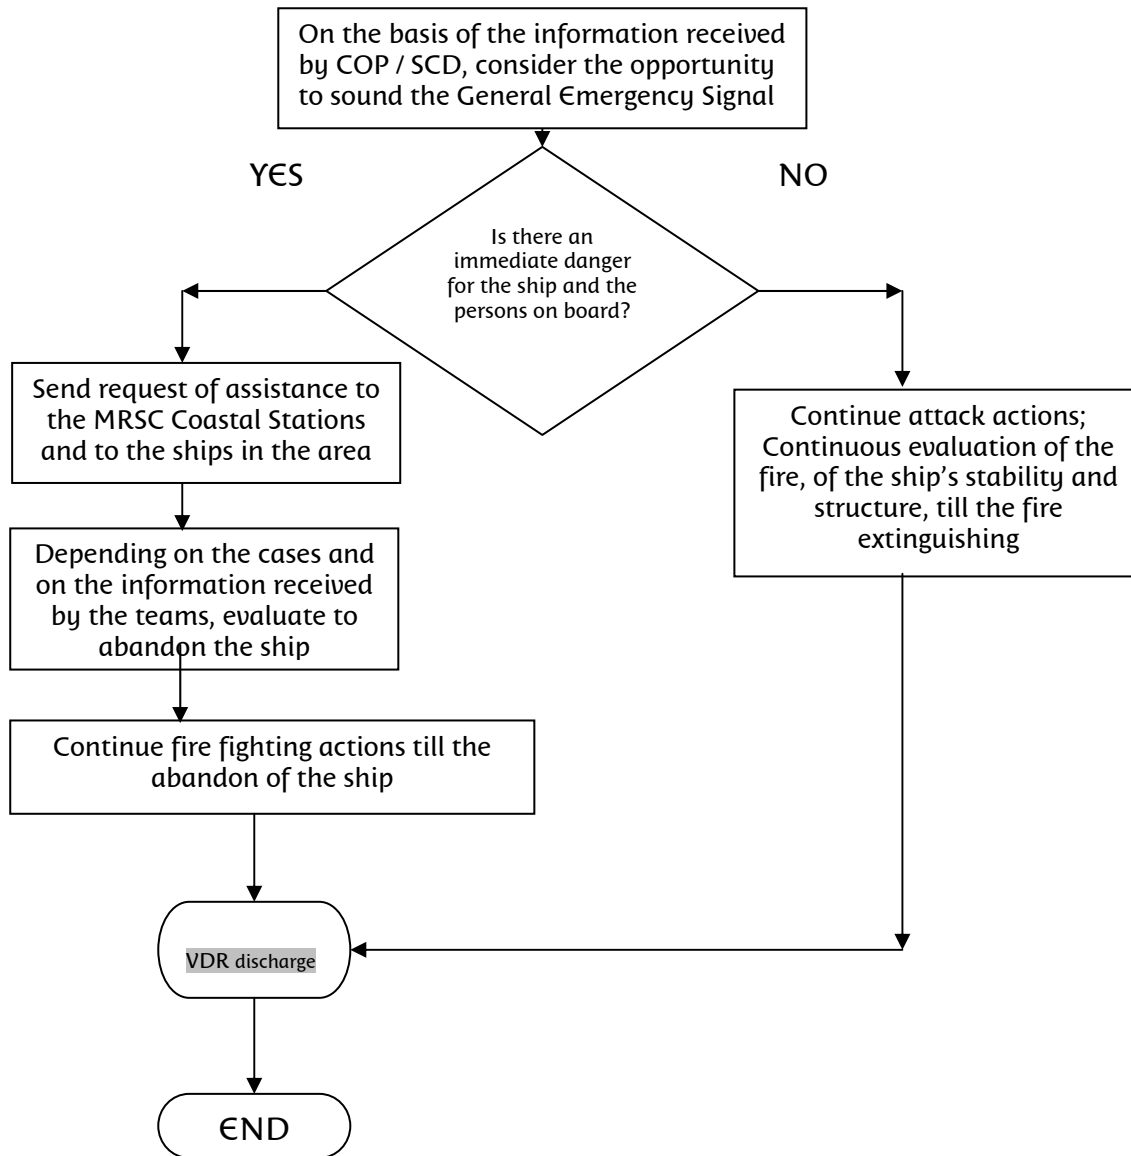 On the basis of the information received
by COP / SCD, consider the opportunity
to sound the General Emergency Signal
YES
NO
Is there an
immediate danger
for the ship and the
persons on board?
Send request of assistance to
the MRSC Coastal Stations
and to the ships in the area
Continue attack actions;
Continuous evaluation of the
fire, of the ship’s stability and
structure, till the fire
extinguishing
Depending on the cases and
on the information received
by the teams, evaluate to
abandon the ship
Continue fire fighting actions till the
abandon of the ship
VDR discharge
END